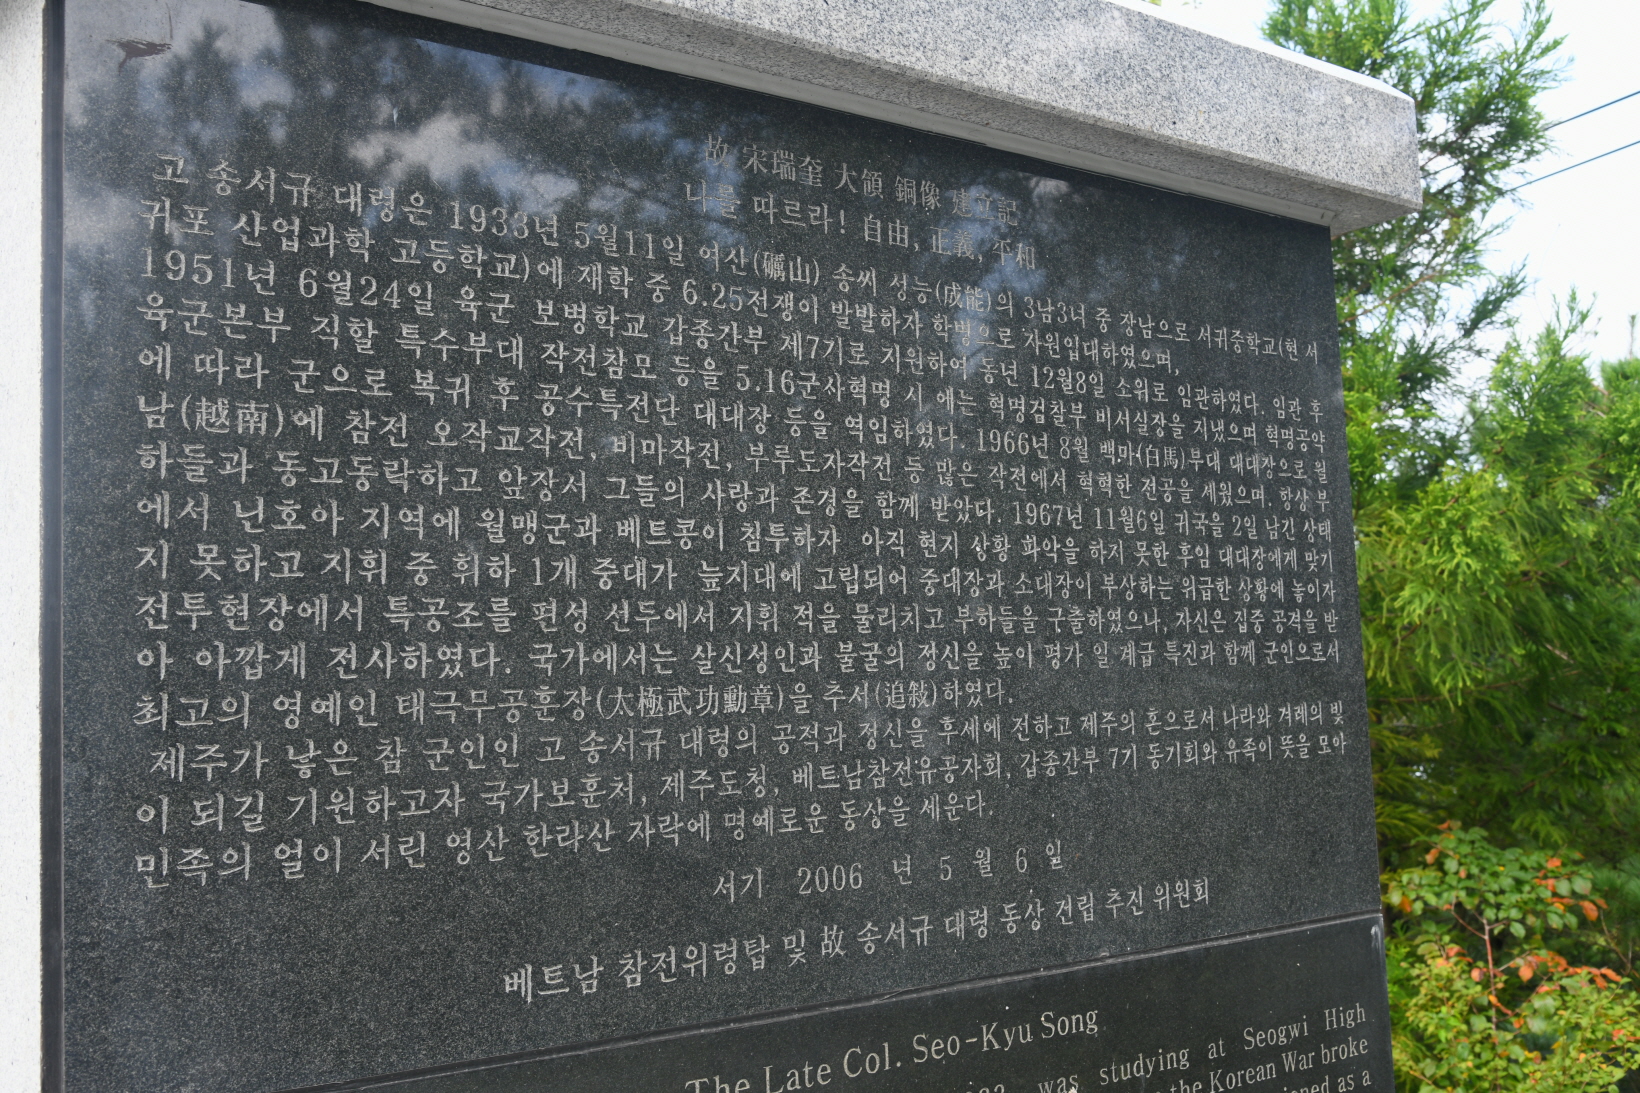 故 宋瑞奎 大領 銅像 建立記
나를 따르라! 自由, 正義, 平和
고 송서규 대령은 1933년 5월11일 여산(礪山) 송씨 성능(成能)의 3남3녀 중 장남으로 서귀중학교(현 서
귀포 산업과학 고등학교)에 재학 중 6.25전쟁이 발발하자 학병으로 자원입대하였으며,
1951년 6월24일 육군 보병학교 갑종간부 제7기로 지원하여 동년 12월8일 소위로 임관하였다. 임관 후
육군본부 직할 특수부대 작전참모 등을 5.16군사혁명 시 에는 혁명검찰부 비서실장을 지냈으며 혁명공약
에 따라 군으로 복귀 후 공수특전단 대대장 등을 역임하였다. 1966년 8월 백마(白馬)부대 대대장으로 월
남(越南)에 참전 오작교작전, 비마작전, 부루도자작전 등 많은 작전에서 혁혁한 전공을 세웠으며, 항상 부
하들과 동고동락하고 앞장서 그들의 사랑과 존경을 함께 받았다. 1967년 11월6일 귀국을 2일 남긴 상태
에서 닌호아 지역에 월맹군과 베트콩이 침투하자 아직 현지 상황 화악을 하지 못한 후임 대대장에게 맞기
지 못하고 지휘 중 휘하 1개 중대가 늪지대에 고립되어 중대장과 소대장이 부상하는 위급한 상황에 놓이자
전투현장에서 특공조를 편성 선두에서 지휘 적을 물리치고 부하들을 구출하였으나, 자신은 집중 공격을 받
아 아깝게 전사하였다. 국가에서는 살신성인과 불굴의 정신을 높이 평가 일 계급 특진과 함께 군인으로서
최고의 영예인 태극무공훈장(太極武功勳章)을 추서(追敍)하였다.
제주가 낳은 참 군인인 고 송서규 대령의 공적과 정신을 후세에 전하고 제주의 혼으로서 나라와 겨레의 빛
이 되길 기원하고자 국가보훈처, 제주도청, 베트남참전유공자회, 갑종간부 7기 동기회와 유족이 뜻을 모아
민족의 얼이 서린 영산 한라산 자락에 명예로운 동상을 세운다.
서기 2006 년 5 월 6 일
베트남 참전위령탑 및 故 송서규 대령 동상 건립 추진 위원회
The Late Col. Seo-Kyu Song
was studying at Seogwi High
the Korean War broke
as a